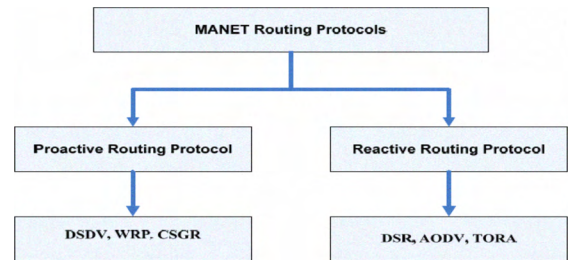 MANET Routing Protocols
Proactive Routing Protocol
Reactive Routing Protocol
DSDV, WRP. CSGR
DSR, AODV, TORA